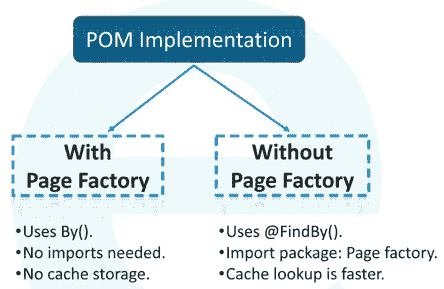 POM Implementation
With
Page Factory
•Uses By().
•No imports needed.
•No cache storage.
Without
Page Factory
•Uses @FindBy().
•Import package: Page factory.
•Cache lookup is faster.